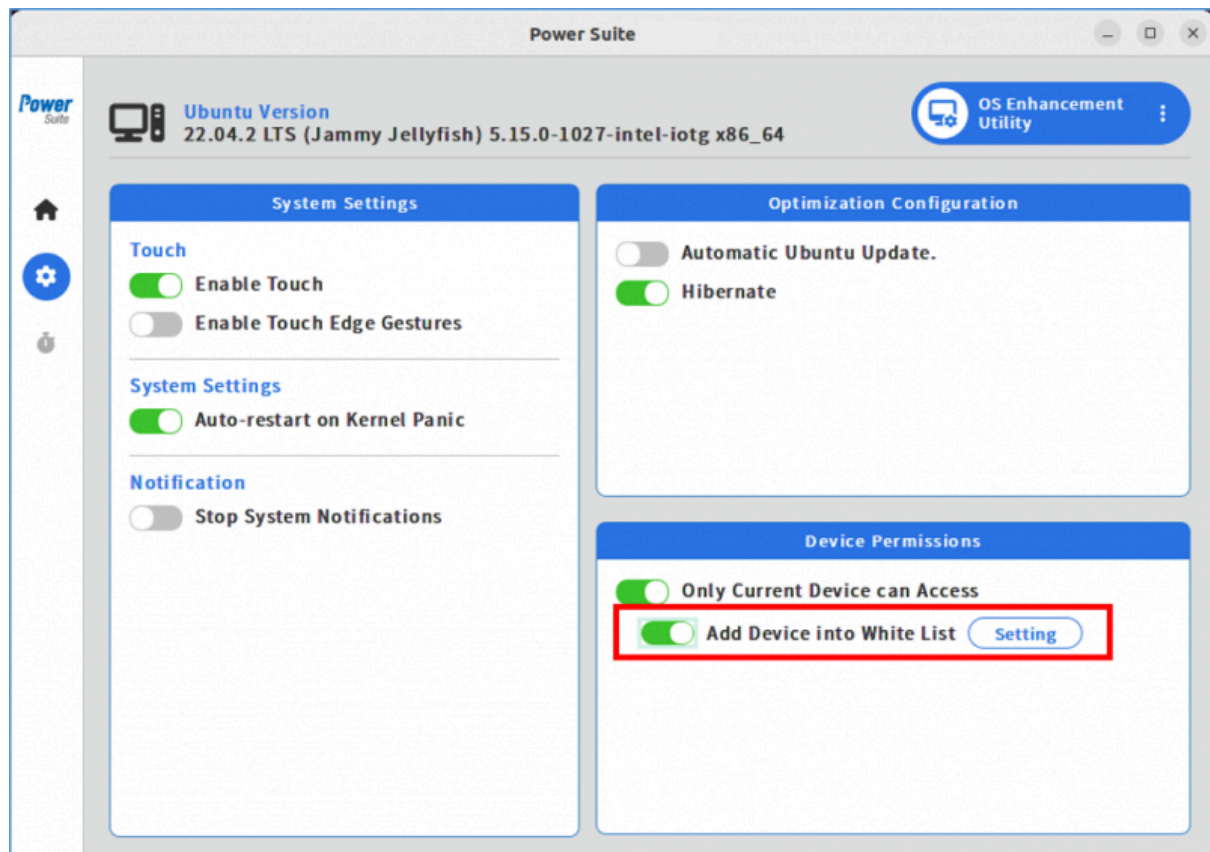 Power Suite
Power
Suite
Ubuntu Version
22.04.2 LTS (Jammy Jellyfish) 5.15.0-1027-intel-iotg x86_64
OS Enhancement
Utility
System Settings
Touch
Enable Touch
Enable Touch Edge Gestures
System Settings
Auto-restart on Kernel Panic
Notification
Stop System Notifications
Optimization Configuration
Automatic Ubuntu Update.
Hibernate
Device Permissions
Only Current Device can Access
Add Device into White List Setting